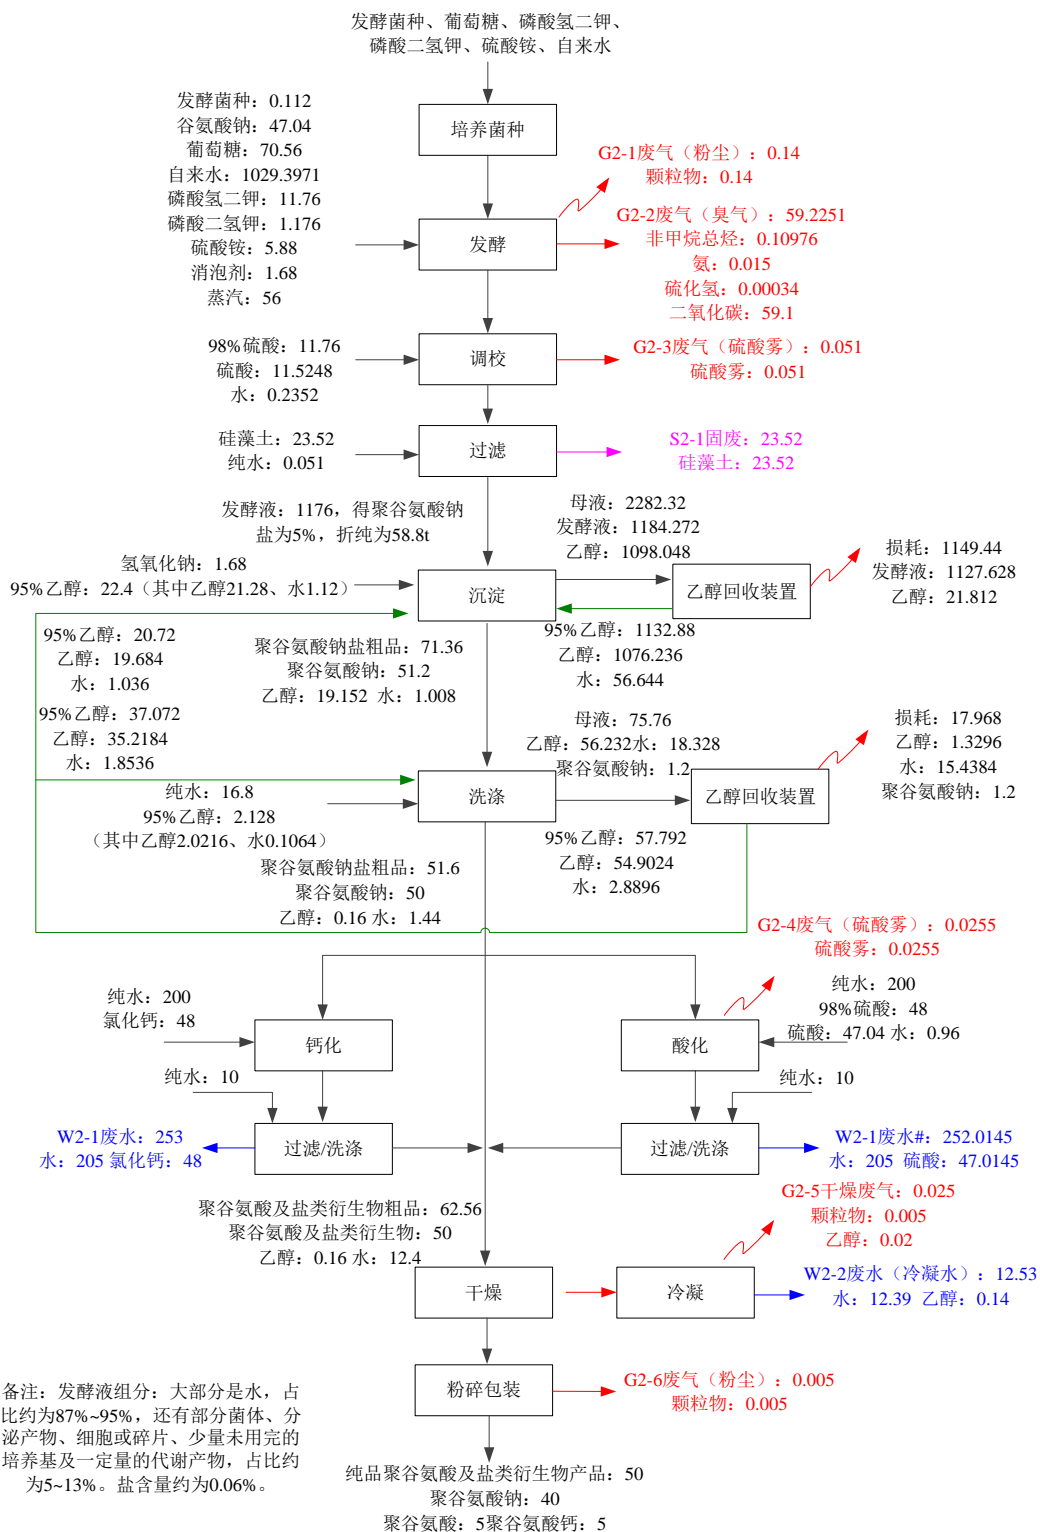 发酵菌种、葡萄糖、磷酸氢二钾、
磷酸二氢钾、硫酸铵、自来水
培养菌种
发酵菌种：0.112
谷氨酸钠：47.04
葡萄糖：70.56
自来水：1029.3971
磷酸氢二钾：11.76
磷酸二氢钾：1.176
硫酸铵：5.88
消泡剂：1.68
蒸汽：56
G2-1废气（粉尘）：0.14
颗粒物：0.14
发酵
G2-2废气（臭气）：59.2251
非甲烷总烃：0.10976
氨：0.015
硫化氢：0.00034
二氧化碳：59.1
98%硫酸：11.76
硫酸：11.5248
水：0.2352
调校
G2-3废气（硫酸雾）：0.051
硫酸雾：0.051
硅藻土：23.52
纯水：0.051
过滤
S2-1固废：23.52
硅藻土：23.52
发酵液：1176，得聚谷氨酸钠
盐为5%，折纯为58.8t
母液：2282.32
发酵液：1184.272
乙醇：1098.048
氢氧化钠：1.68
95%乙醇：22.4（其中乙醇21.28、水1.12）
沉淀
乙醇回收装置
损耗：1149.44
发酵液：1127.628
乙醇：21.812
95%乙醇：20.72
乙醇：19.684
水：1.036
聚谷氨酸钠盐粗品：71.36
聚谷氨酸钠：51.2
乙醇：19.152 水：1.008
95%乙醇：1132.88
乙醇：1076.236
水：56.644
95%乙醇：37.072
乙醇：35.2184
水：1.8536
母液：75.76
乙醇：56.232水：18.328
聚谷氨酸钠：1.2
损耗：17.968
乙醇：1.3296
水：15.4384
聚谷氨酸钠：1.2
纯水：16.8
95%乙醇：2.128
（其中乙醇2.0216、水0.1064）
洗涤
乙醇回收装置
95%乙醇：57.792
乙醇：54.9024
水：2.8896
聚谷氨酸钠盐粗品：51.6
聚谷氨酸钠：50
乙醇：0.16 水：1.44
G2-4废气（硫酸雾）：0.0255
硫酸雾：0.0255
纯水：200
氯化钙：48
钙化
酸化
纯水：200
98%硫酸：48
硫酸：47.04 水：0.96
纯水：10
纯水：10
W2-1废水：253
水：205 氯化钙：48
过滤/洗涤
过滤/洗涤
W2-1废水#：252.0145
水：205 硫酸：47.0145
聚谷氨酸及盐类衍生物粗品：62.56
聚谷氨酸及盐类衍生物：50
乙醇：0.16 水：12.4
G2-5干燥废气：0.025
颗粒物：0.005
乙醇：0.02
干燥
冷凝
W2-2废水（冷凝水）：12.53
水：12.39 乙醇：0.14
粉碎包装
G2-6废气（粉尘）：0.005
颗粒物：0.005
备注：发酵液组分：大部分是水，占
比约为87%~95%，还有部分菌体、分
泌产物、细胞或碎片、少量未用完的
培养基及一定量的代谢产物，占比约
为5~13%。盐含量约为0.06%。
纯品聚谷氨酸及盐类衍生物产品：50
聚谷氨酸钠：40
聚谷氨酸：5聚谷氨酸钙：5